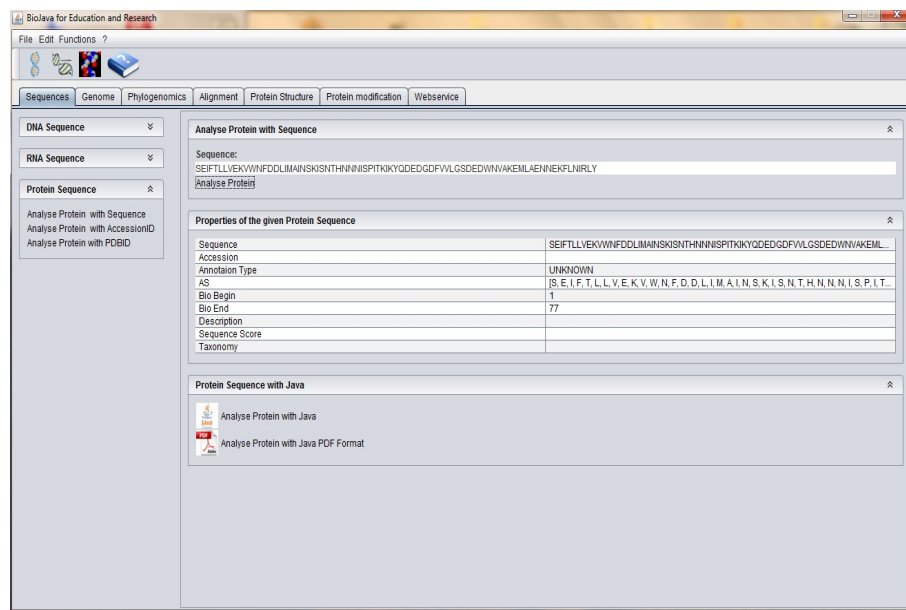 BioJava for Education and Research
File Edit Functions ?
Sequences Genome Phylogenomics Alignment Protein Structure Protein modification Webservice
DNA Sequence
RNA Sequence
Protein Sequence
Analyse Protein with Sequence
Analyse Protein with AccessionID
Analyse Protein with PDBID
Analyse Protein with Sequence
Sequence:
SEIFTLLVEKVWNFDDLIMAINSKISNTHNNNISPITKIKYQDEDGDFVVLGSDEDWNVAKEMLAENNEKFLNIRLY
Analyse Protein
Properties of the given Protein Sequence
Sequence SEIFTLLVEKVWNFDDLIMAINSKISNTHNNNISPITKIKYQDEDGDFVVLGSDEDWNVAKEML...
Accession
Annotaion Type UNKNOWN
AS [S, E, I, F, T, L, L, V, E, K, V, W, N, F, D, D, L, I, M, A, I, N, S, K, I, S, N, T, H, N, N, N, I, S, P, I, T...
Bio Begin 1
Bio End 77
Description
Sequence Score
Taxonomy
Protein Sequence with Java
Java
Analyse Protein with Java
PDF
Adobe
Analyse Protein with Java PDF Format